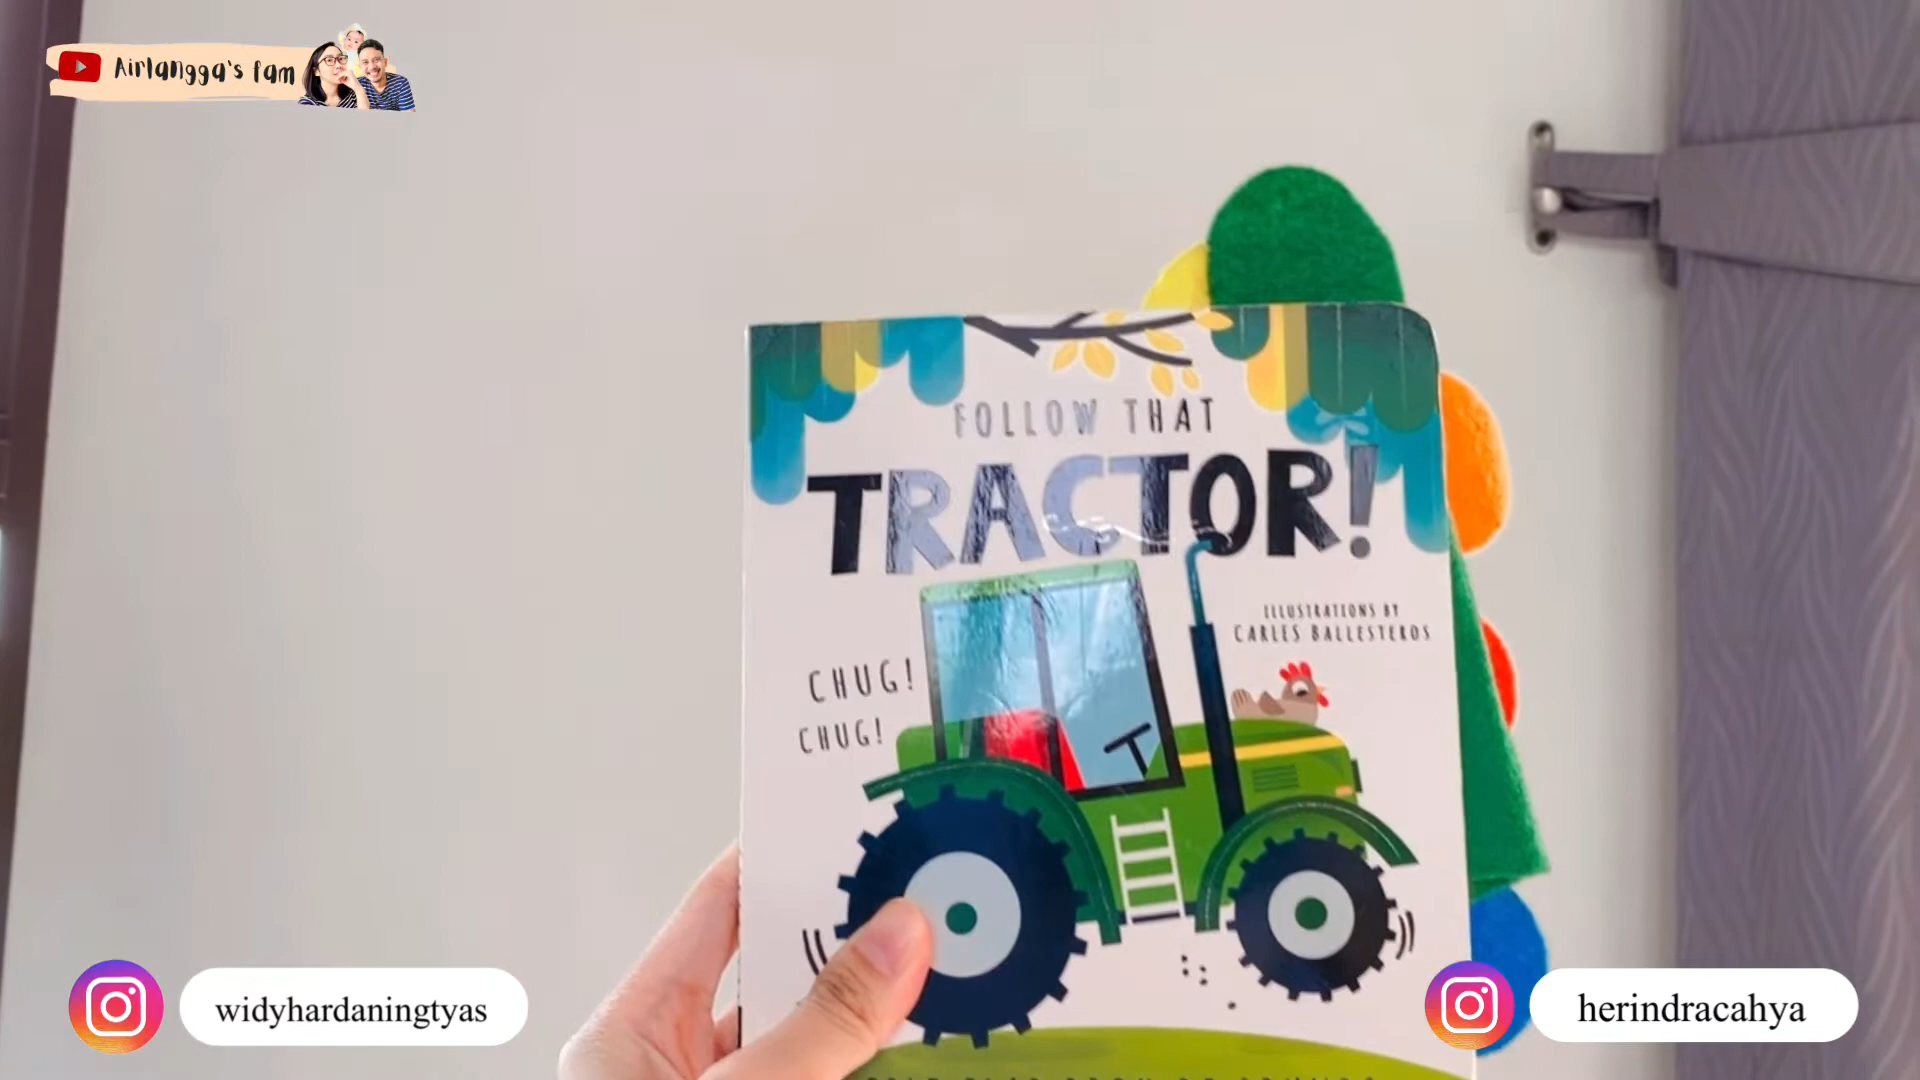 Airlangga's fam
FOLLOW THAT
TRACTOR!
ILLUSTRATIONS BY
CARLES BALLESTEROS
CHUG!
CHUG!
widyhardaningtyas
herindracahya